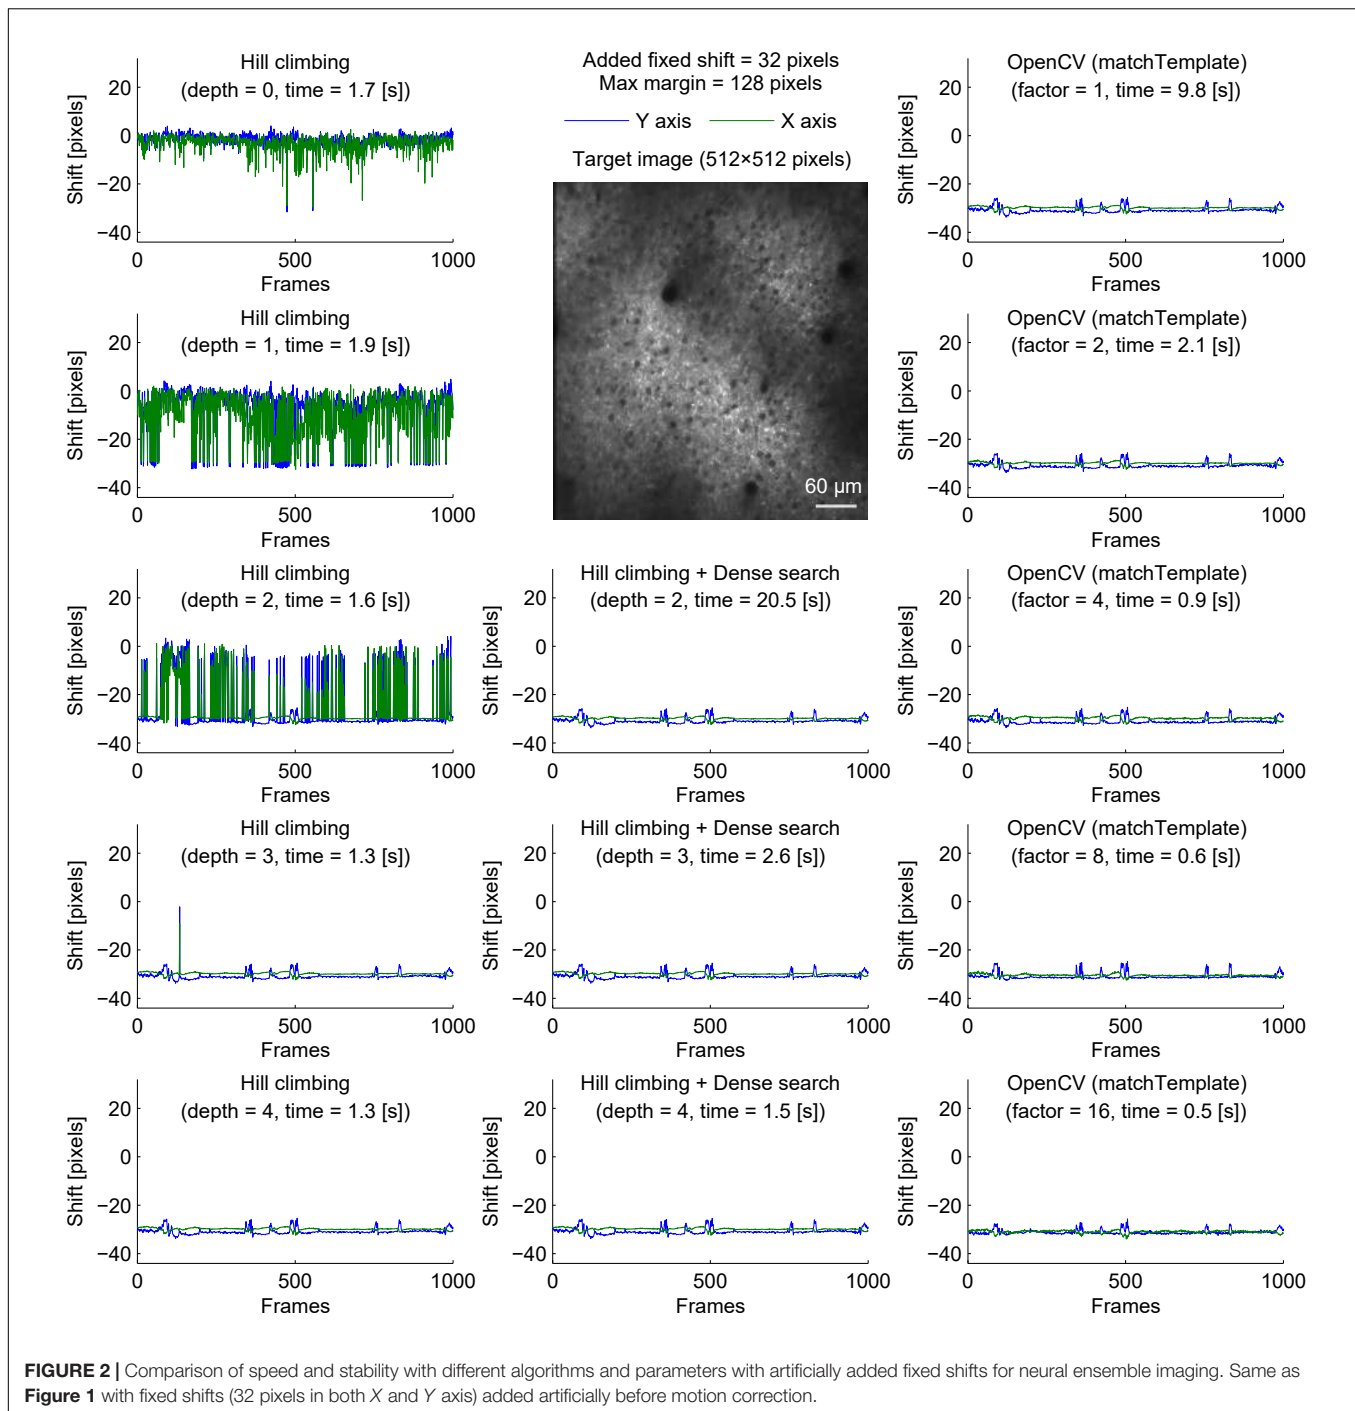 Hill climbing
(depth = 0, time = 1.7 [s])
Shift [pixels]
20
0
−20
−40
0 500 1000
Frames
Added fixed shift = 32 pixels
Max margin = 128 pixels
Y axis X axis
Target image (512×512 pixels)
60 µm
OpenCV (matchTemplate)
(factor = 1, time = 9.8 [s])
Shift [pixels]
20
0
−20
−40
0 500 1000
Frames
Hill climbing
(depth = 1, time = 1.9 [s])
Shift [pixels]
20
0
−20
−40
0 500 1000
Frames
OpenCV (matchTemplate)
(factor = 2, time = 2.1 [s])
Shift [pixels]
20
0
−20
−40
0 500 1000
Frames
Hill climbing
(depth = 2, time = 1.6 [s])
Shift [pixels]
20
0
−20
−40
0 500 1000
Frames
Hill climbing + Dense search
(depth = 2, time = 20.5 [s])
Shift [pixels]
20
0
−20
−40
0 500 1000
Frames
OpenCV (matchTemplate)
(factor = 4, time = 0.9 [s])
Shift [pixels]
20
0
−20
−40
0 500 1000
Frames
Hill climbing
(depth = 3, time = 1.3 [s])
Shift [pixels]
20
0
−20
−40
0 500 1000
Frames
Hill climbing + Dense search
(depth = 3, time = 2.6 [s])
Shift [pixels]
20
0
−20
−40
0 500 1000
Frames
OpenCV (matchTemplate)
(factor = 8, time = 0.6 [s])
Shift [pixels]
20
0
−20
−40
0 500 1000
Frames
Hill climbing
(depth = 4, time = 1.3 [s])
Shift [pixels]
20
0
−20
−40
0 500 1000
Frames
Hill climbing + Dense search
(depth = 4, time = 1.5 [s])
Shift [pixels]
20
0
−20
−40
0 500 1000
Frames
OpenCV (matchTemplate)
(factor = 16, time = 0.5 [s])
Shift [pixels]
20
0
−20
−40
0 500 1000
Frames
FIGURE 2 | Comparison of speed and stability with different algorithms and parameters with artificially added fixed shifts for neural ensemble imaging. Same as
Figure 1 with fixed shifts (32 pixels in both X and Y axis) added artificially before motion correction.